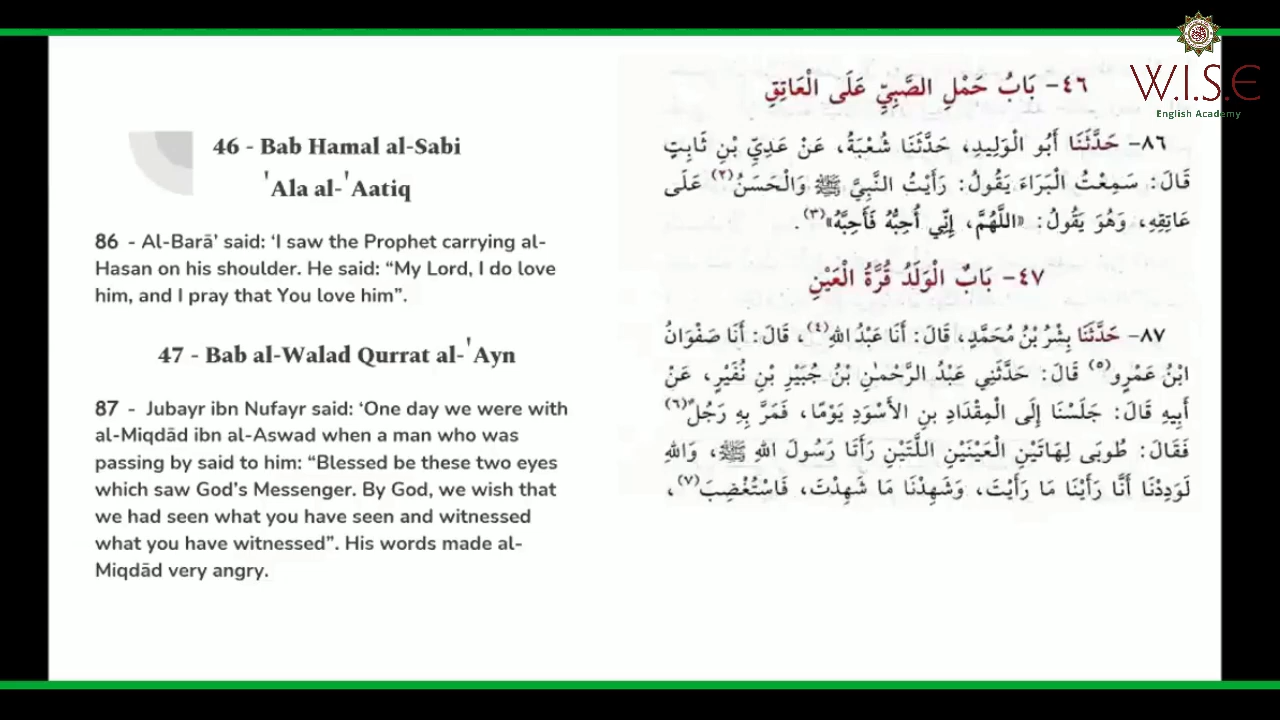 W.I.S.E
English Academy
46 - Bab Hamal al-Sabi
'Ala al-'Aatiq
86 - Al-Barā’ said: ‘I saw the Prophet carrying al-
Hasan on his shoulder. He said: “My Lord, I do love
him, and I pray that You love him”.
47 - Bab al-Walad Qurrat al-'Ayn
87 - Jubayr ibn Nufayr said: ‘One day we were with
al-Miqdād ibn al-Aswad when a man who was
passing by said to him: “Blessed be these two eyes
which saw God’s Messenger. By God, we wish that
we had seen what you have seen and witnessed
what you have witnessed”. His words made al-
Miqdād very angry.
٤٦- بَابُ حَمْلِ الصَّبِيِّ عَلَى الْعَاتِقِ
٨٦- حَدَّثَنَا أَبُو الْوَلِيدِ، حَدَّثَنَا شُعْبَةُ، عَنْ عَدِيِّ بْنِ ثَابِتٍ
قَالَ: سَمِعْتُ الْبَرَاءَ يَقُولُ: رَأَيْتُ النَّبِيَّ ﷺ وَالْحَسَنُ(٢) عَلَى
عَاتِقِهِ، وَهُوَ يَقُولُ: «اللَّهُمَّ، إِنِّي أُحِبُّهُ فَأَحِبَّهُ»(٣).
٤٧- بَابٌ الْوَلَدُ قُرَّةُ الْعَيْنِ
٨٧- حَدَّثَنَا بِشْرُ بْنُ مُحَمَّدٍ، قَالَ: أَنَا عَبْدُ اللهِ(٤)، قَالَ: أَنَا صَفْوَانُ
ابْنُ عَمْرٍو(٥) قَالَ: حَدَّثَنِي عَبْدُ الرَّحْمٰنِ بْنُ جُبَيْرِ بْنِ نُفَيْرٍ، عَنْ
أَبِيهِ قَالَ: جَلَسْنَا إِلَى الْمِقْدَادِ بنِ الأَسْوَدِ يَوْمًا، فَمَرَّ بِهِ رَجُلٌ(٦)
فَقَالَ: طُوبَى لِهَاتَيْنِ الْعَيْنَيْنِ اللَّتَيْنِ رَأَتَا رَسُولَ اللهِ ﷺ، وَاللهِ
لَوَدِدْنَا أَنَّا رَأَيْنَا مَا رَأَيْتَ، وَشَهِدْنَا مَا شَهِدْتَ، فَاسْتُغْضِبَ(٧)،